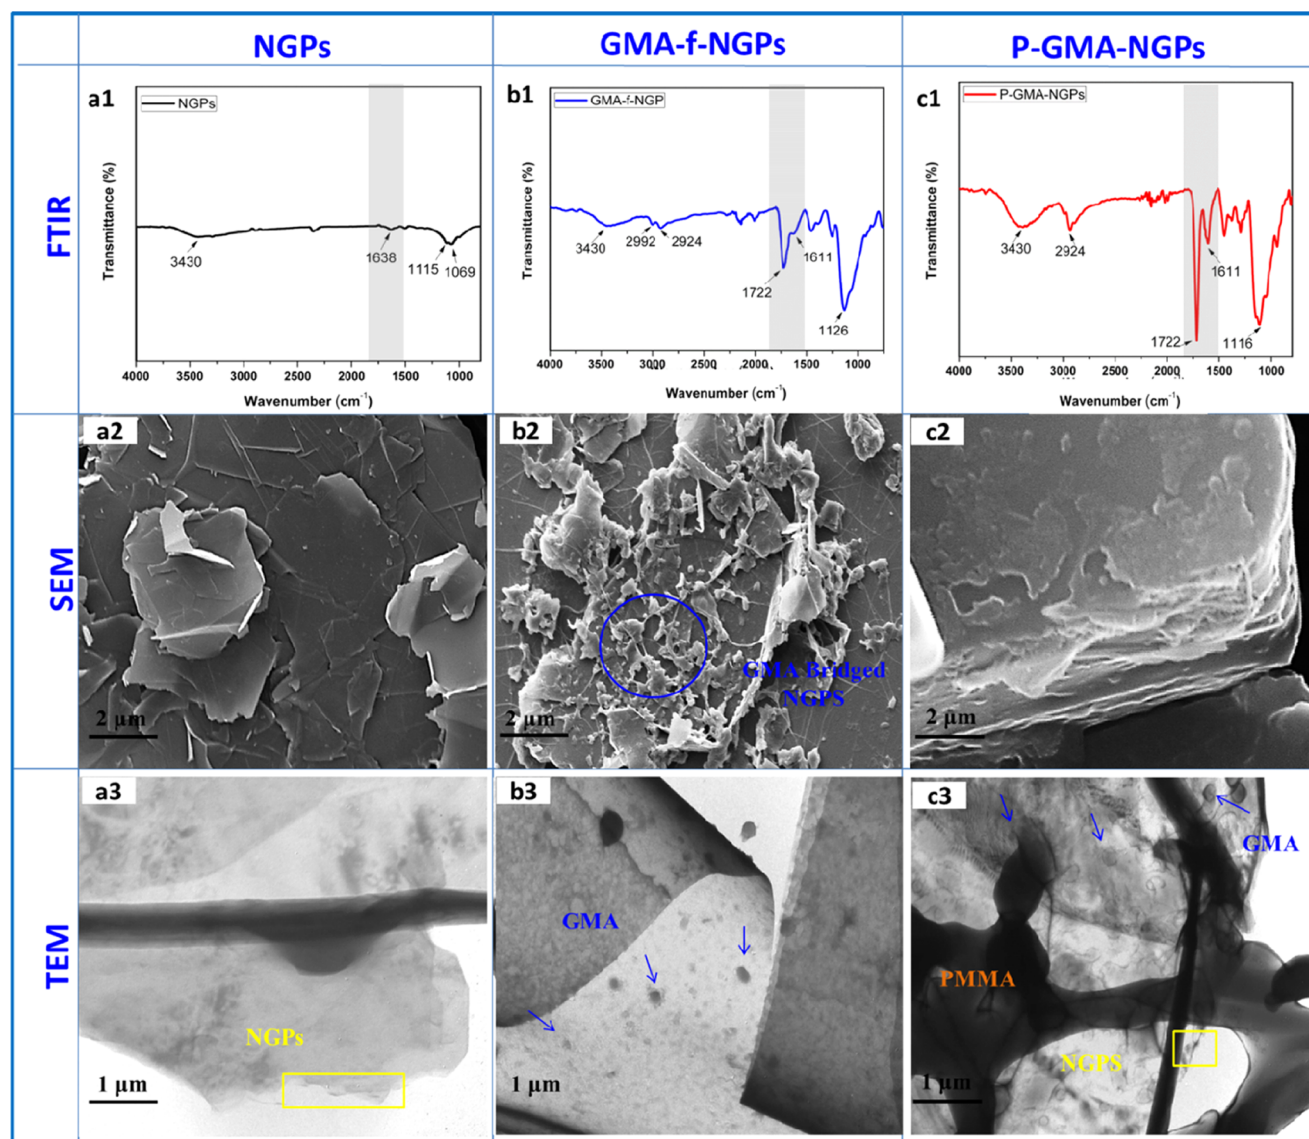 NGPs
GMA-f-NGPs
P-GMA-NGPs
FTIR
a1
NGPs
Transmittance (%)
3430
1638
1115
1069
4000 3500 3000 2500 2000 1500 1000
Wavenumber (cm⁻¹)
b1
GMA-f-NGP
Transmittance (%)
3430
2992
2924
1722
1611
1126
4000 3500 3000 2500 2000 1500 1000
Wavenumber (cm⁻¹)
c1
P-GMA-NGPs
Transmittance (%)
3430
2924
1722
1611
1116
4000 3500 3000 2500 2000 1500 1000
Wavenumber (cm⁻¹)
SEM
a2
2 μm
b2
GMA Bridged
NGPS
2 μm
c2
2 μm
TEM
a3
NGPs
1 μm
b3
GMA
1 μm
c3
GMA
PMMA
NGPS
1 μm